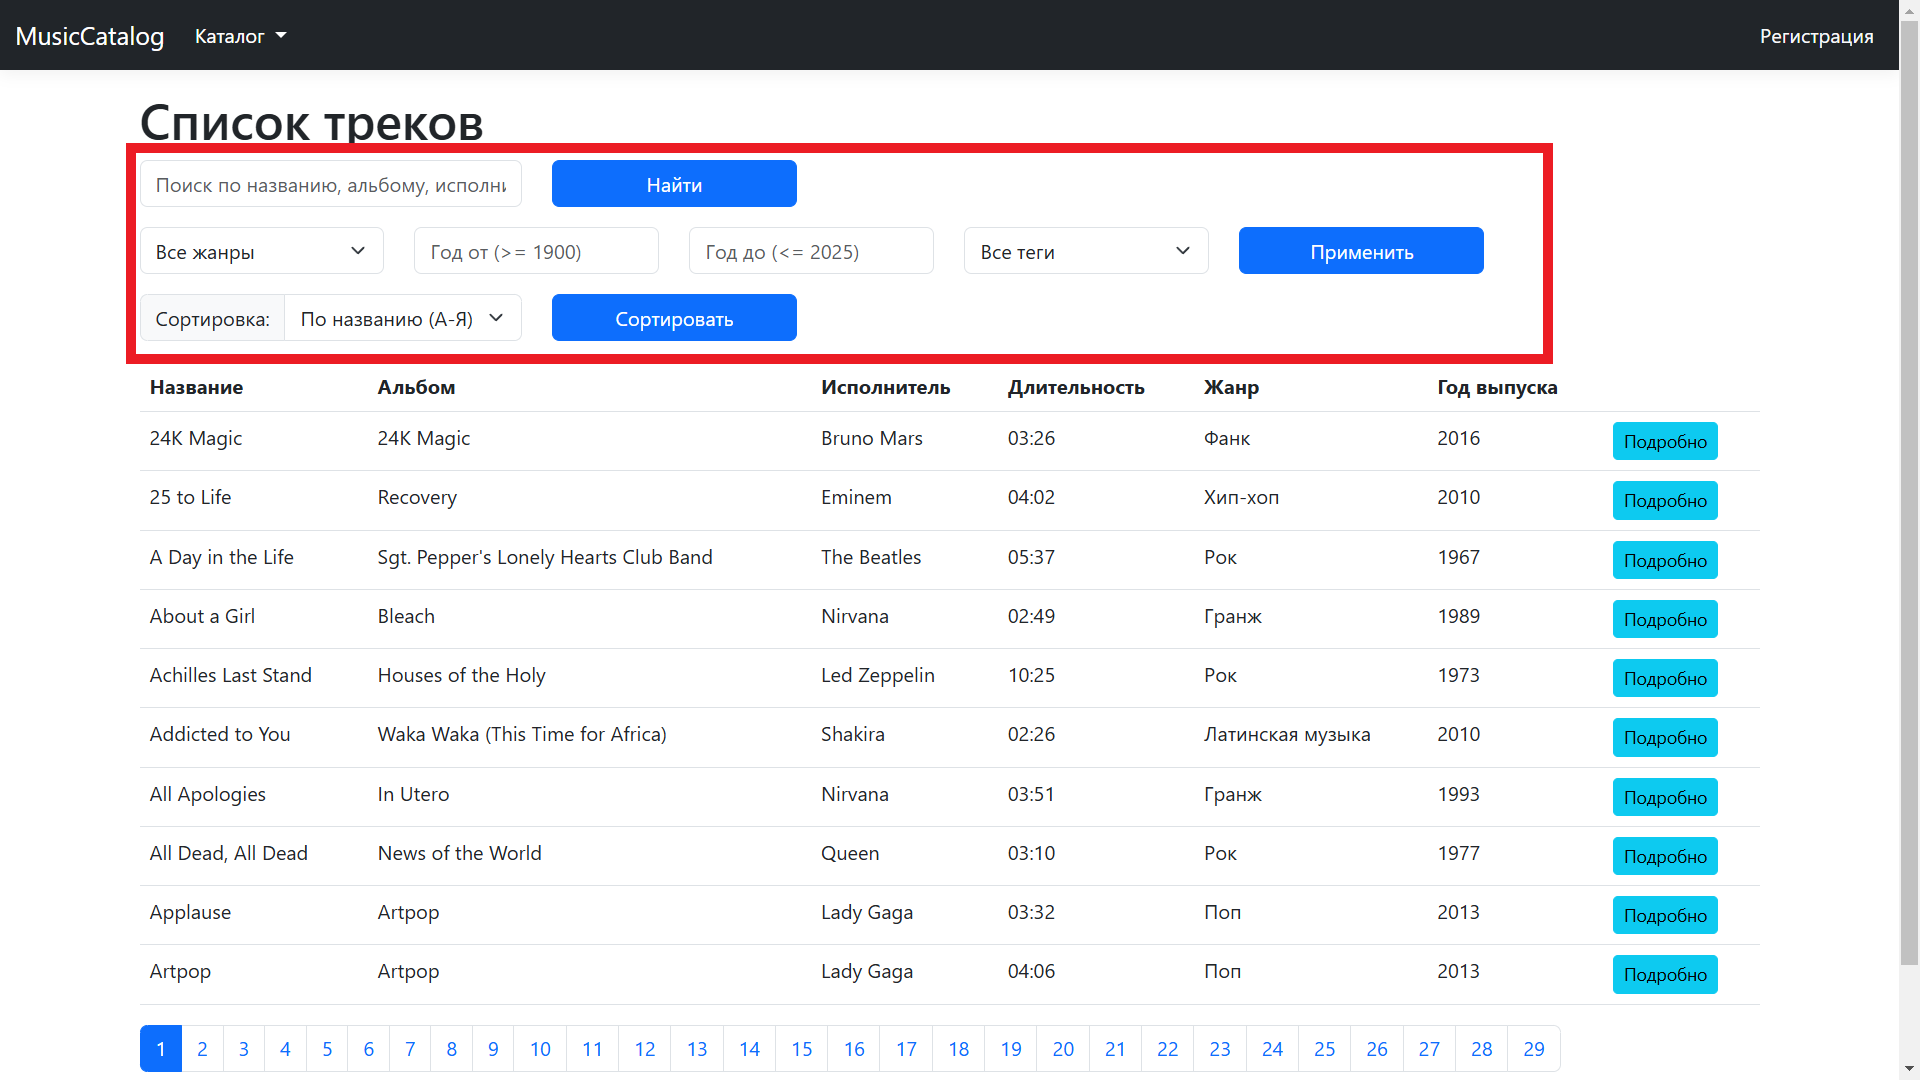 MusicCatalog Каталог Регистрация
Список треков
Поиск по названию, альбому, исполни Найти
Все жанры Год от (>= 1900) Год до (<= 2025) Все теги Применить
Сортировка: По названию (А-Я) Сортировать
Название Альбом Исполнитель Длительность Жанр Год выпуска
24K Magic 24K Magic Bruno Mars 03:26 Фанк 2016 Подробно
25 to Life Recovery Eminem 04:02 Хип-хоп 2010 Подробно
A Day in the Life Sgt. Pepper's Lonely Hearts Club Band The Beatles 05:37 Рок 1967 Подробно
About a Girl Bleach Nirvana 02:49 Гранж 1989 Подробно
Achilles Last Stand Houses of the Holy Led Zeppelin 10:25 Рок 1973 Подробно
Addicted to You Waka Waka (This Time for Africa) Shakira 02:26 Латинская музыка 2010 Подробно
All Apologies In Utero Nirvana 03:51 Гранж 1993 Подробно
All Dead, All Dead News of the World Queen 03:10 Рок 1977 Подробно
Applause Artpop Lady Gaga 03:32 Поп 2013 Подробно
Artpop Artpop Lady Gaga 04:06 Поп 2013 Подробно
1 2 3 4 5 6 7 8 9 10 11 12 13 14 15 16 17 18 19 20 21 22 23 24 25 26 27 28 29